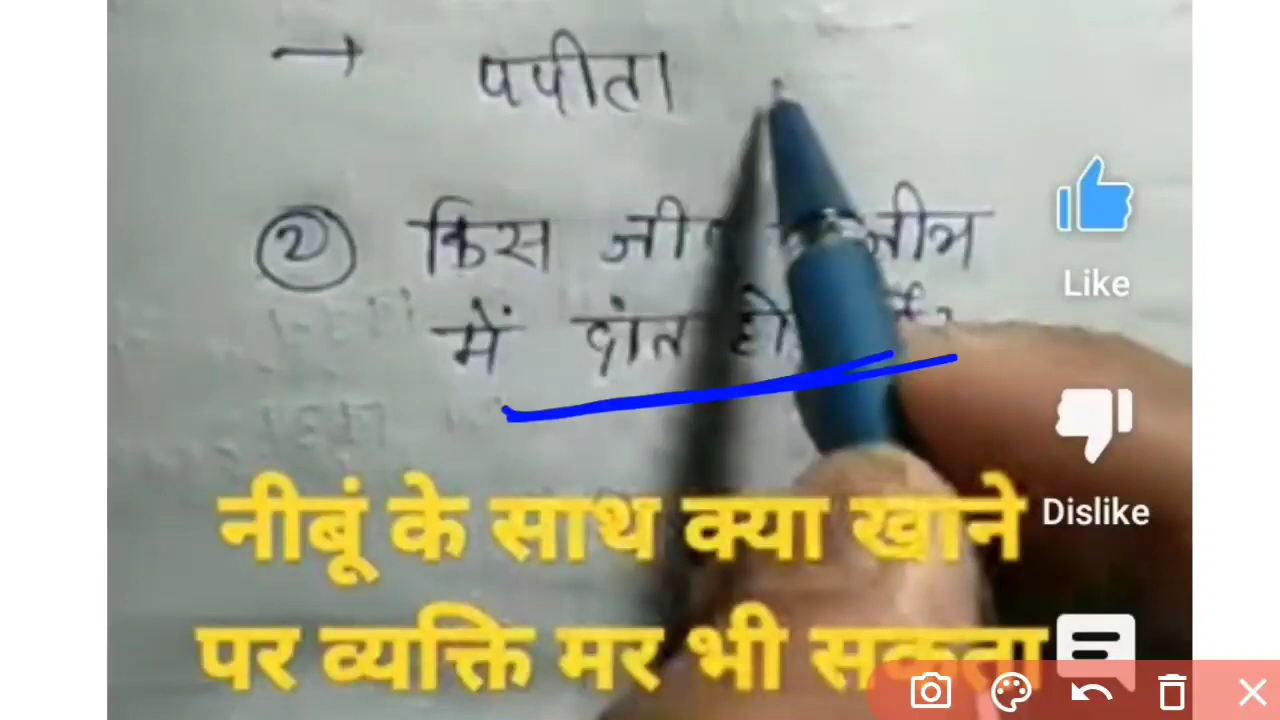 → पपीता
② किस जी जीभ
में दांत हो
Like
Dislike
नीबूं के साथ क्या खाने
पर व्यक्ति मर भी सकता